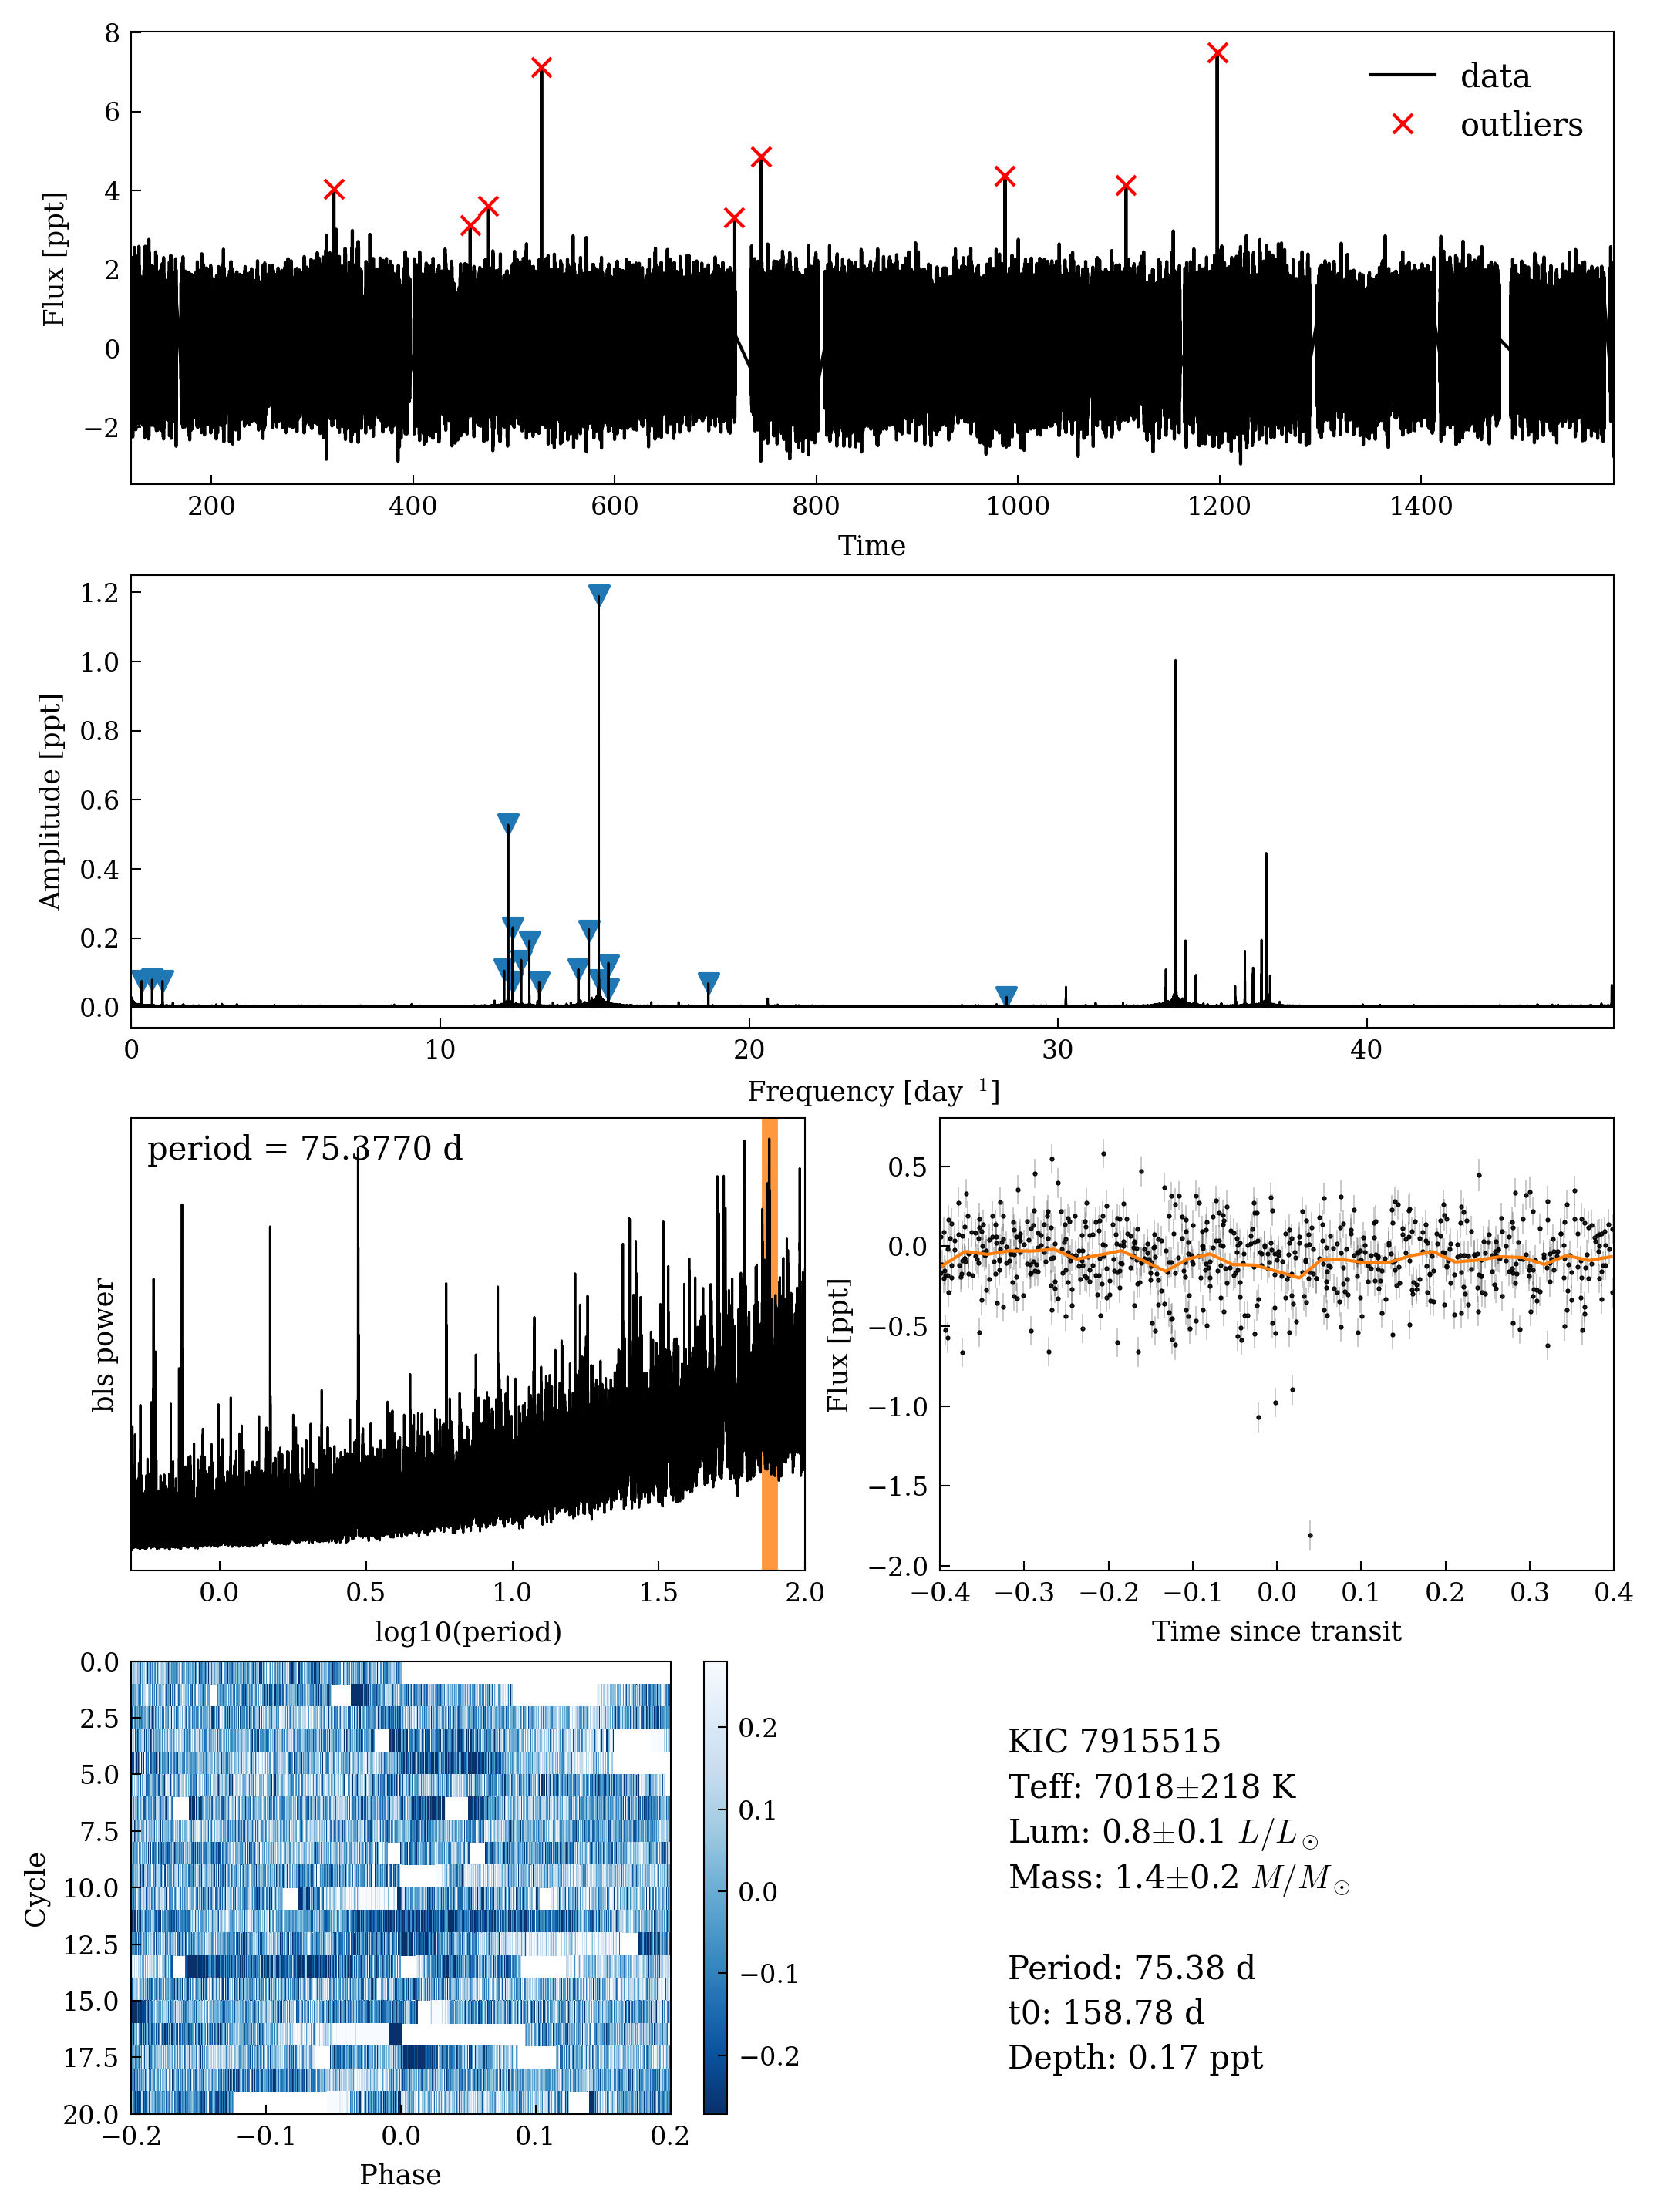 8
6
4
2
0
−2
Flux [ppt]
data
outliers
200 400 600 800 1000 1200 1400
Time
1.2
1.0
0.8
0.6
0.4
0.2
0.0
Amplitude [ppt]
0 10 20 30 40
Frequency [day⁻¹]
period = 75.3770 d
bls power
0.0 0.5 1.0 1.5 2.0
log10(period)
0.5
0.0
−0.5
−1.0
−1.5
−2.0
Flux [ppt]
−0.4 −0.3 −0.2 −0.1 0.0 0.1 0.2 0.3 0.4
Time since transit
0.0
2.5
5.0
7.5
10.0
12.5
15.0
17.5
20.0
Cycle
−0.2 −0.1 0.0 0.1 0.2
Phase
0.2
0.1
0.0
−0.1
−0.2
KIC 7915515
Teff: 7018±218 K
Lum: 0.8±0.1 L/L☉
Mass: 1.4±0.2 M/M☉
Period: 75.38 d
t0: 158.78 d
Depth: 0.17 ppt